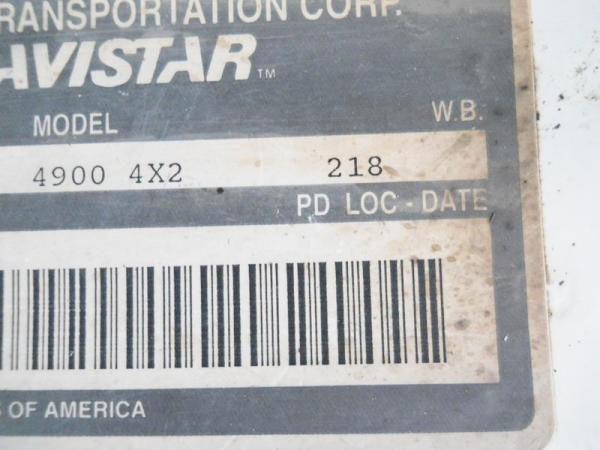 RANSPORTATION CORP.
AVISTAR™
MODEL W.B.
4900 4X2 218
PD LOC - DATE
S OF AMERICA